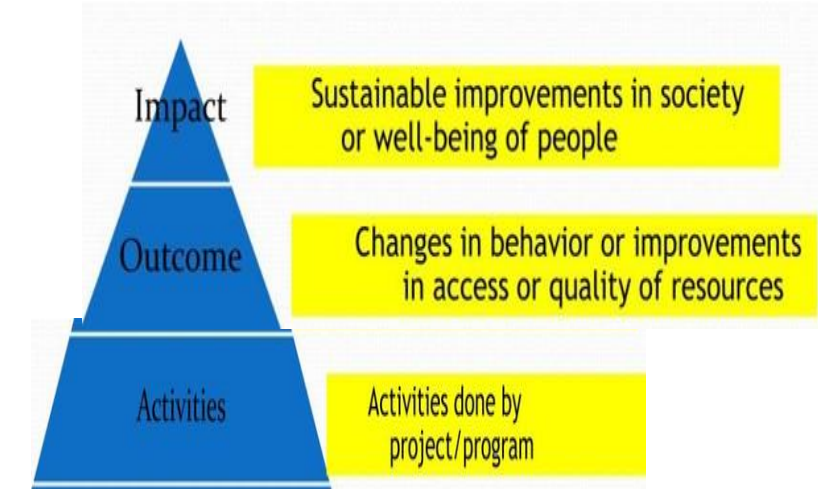 Impact
Sustainable improvements in society
or well-being of people
Outcome
Changes in behavior or improvements
in access or quality of resources
Activities
Activities done by
project/program